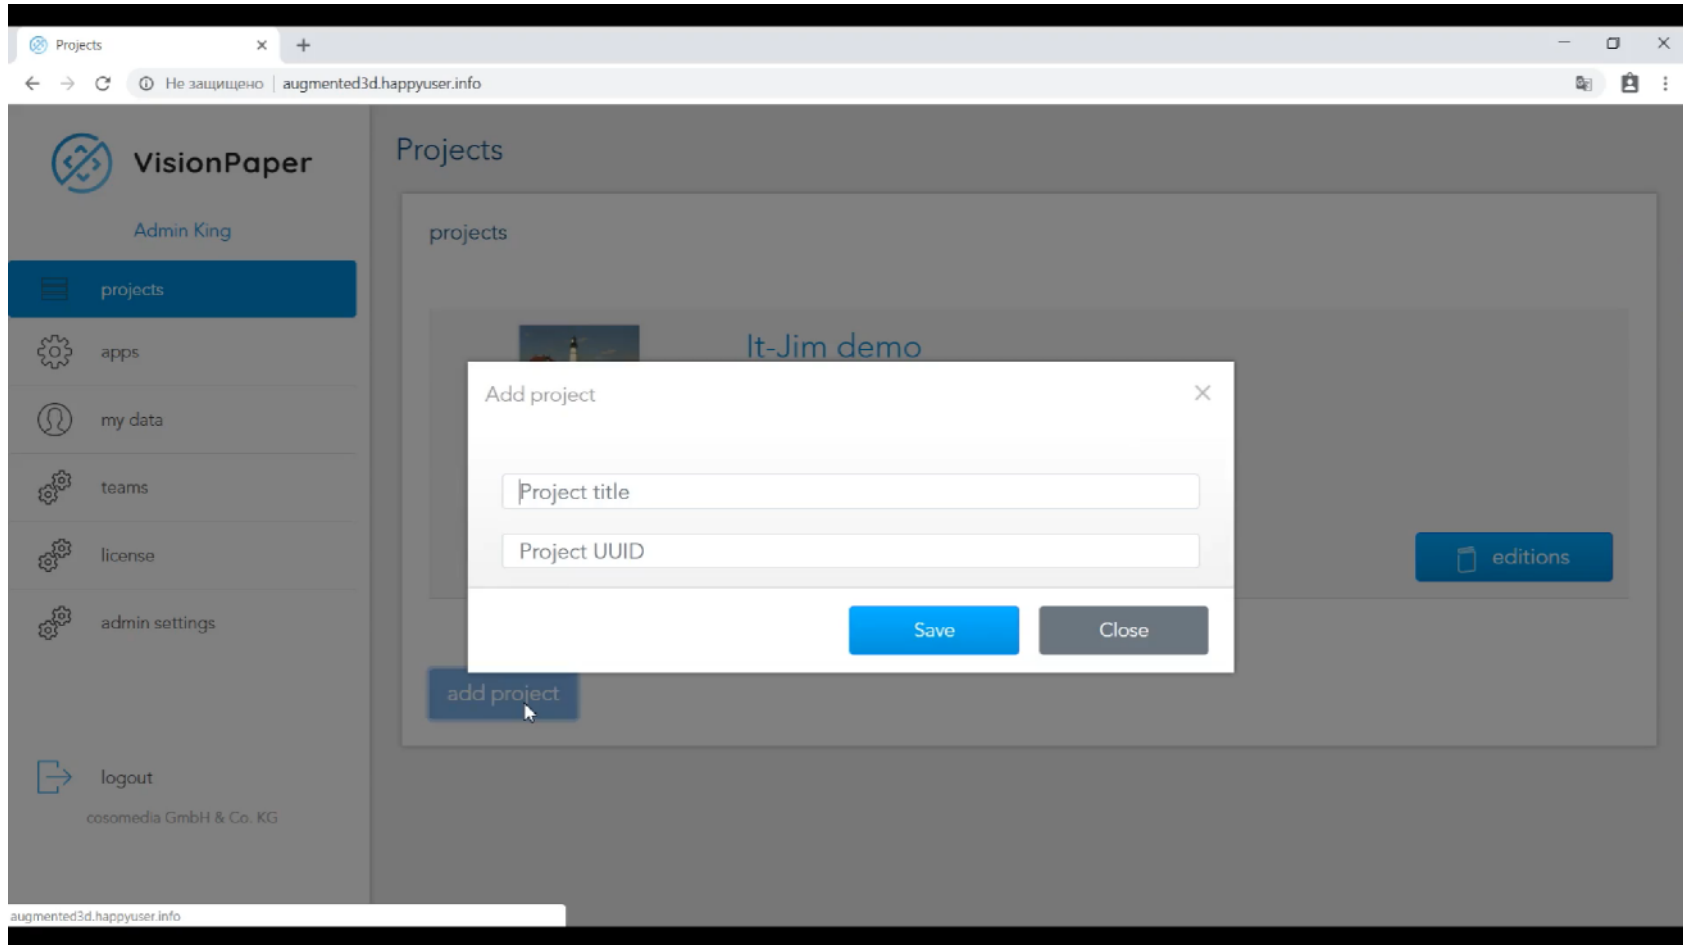 Projects
Не защищено
augmented3d.happyuser.info
VisionPaper
Projects
Admin King
projects
projects
apps
my data
teams
license
admin settings
It-Jim demo
Add project
Project title
Project UUID
editions
Save
Close
add project
logout
cosomedia GmbH & Co. KG
augmented3d.happyuser.info